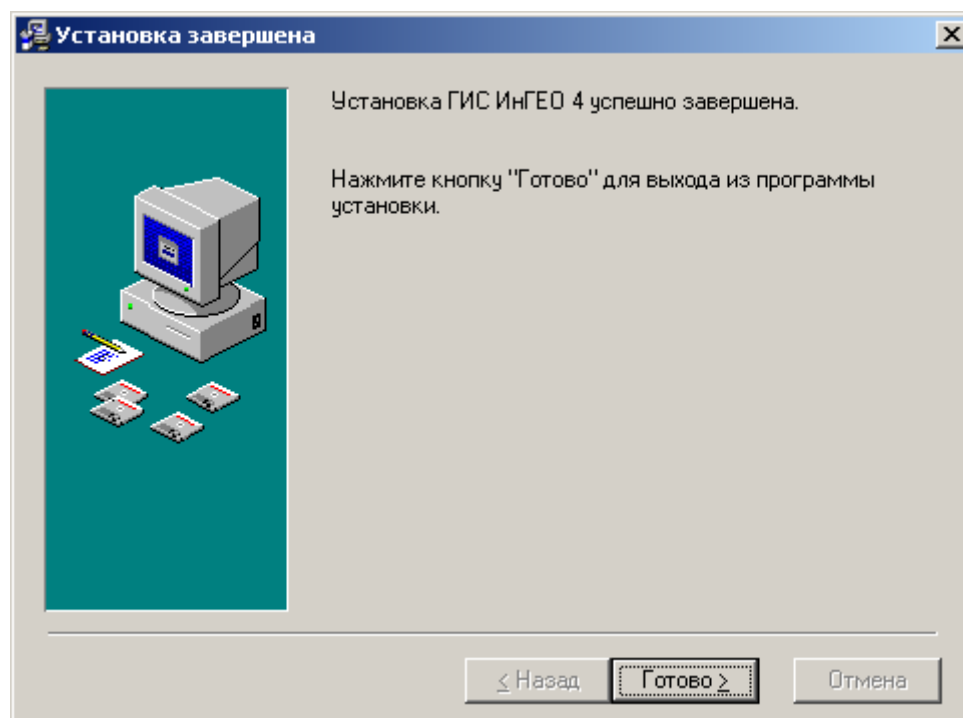 Установка завершена
Установка ГИС ИнГЕО 4 успешно завершена.
Нажмите кнопку "Готово" для выхода из программы
установки.
< Назад
Готово >
Отмена